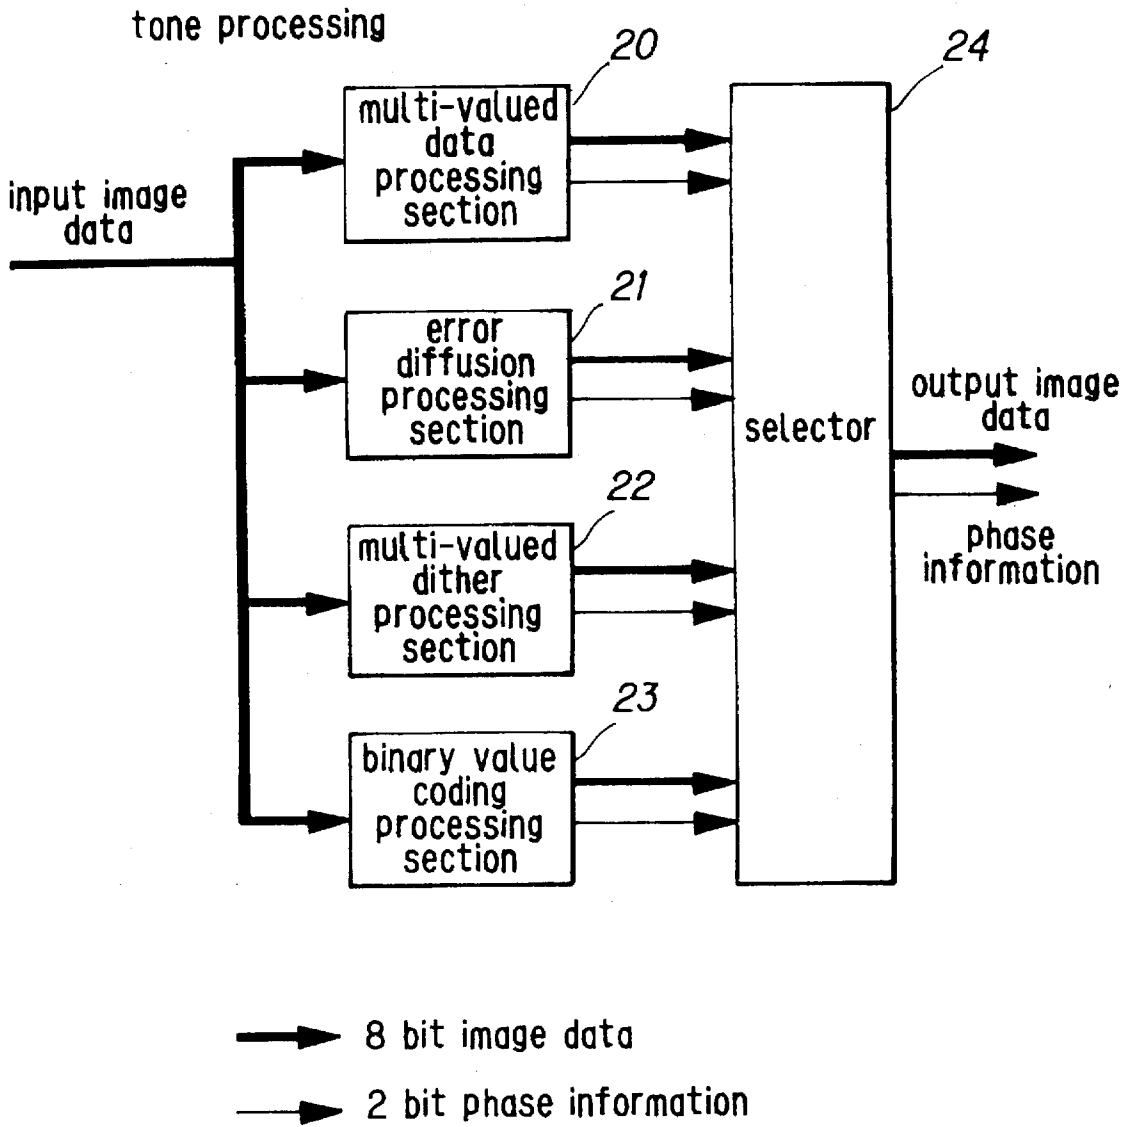 tone processing
20
24
multi-valued
data
processing
section
input image
data
21
error
diffusion
processing
section
selector
output image
data
22
multi-valued
dither
processing
section
phase
information
23
binary value
coding
processing
section
8 bit image data
2 bit phase information